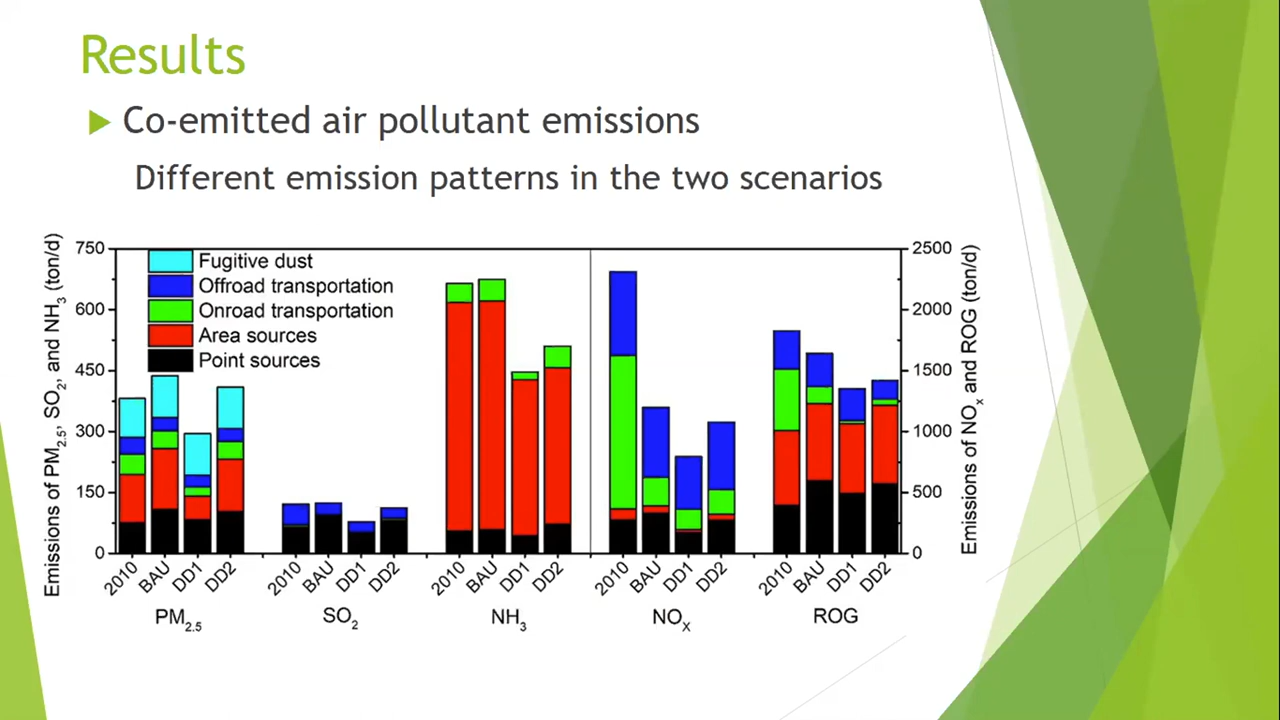 Results
Co-emitted air pollutant emissions
Different emission patterns in the two scenarios
Emissions of PM2.5, SO2, and NH3 (ton/d)
750
600
450
300
150
0
Fugitive dust
Offroad transportation
Onroad transportation
Area sources
Point sources
2500
2000
1500
1000
500
0
Emissions of NOx and ROG (ton/d)
2010 BAU DD1 DD2 2010 BAU DD1 DD2 2010 BAU DD1 DD2 2010 BAU DD1 DD2 2010 BAU DD1 DD2
PM2.5 SO2 NH3 NOX ROG